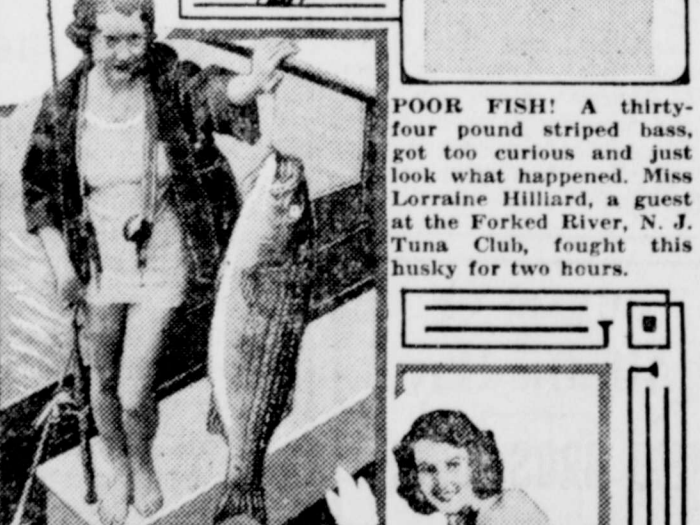 POOR FISH! A thirty-
four pound striped bass,
got too curious and just
look what happened. Miss
Lorraine Hilliard, a guest
at the Forked River, N. J.
Tuna Club, fought this
husky for two hours.